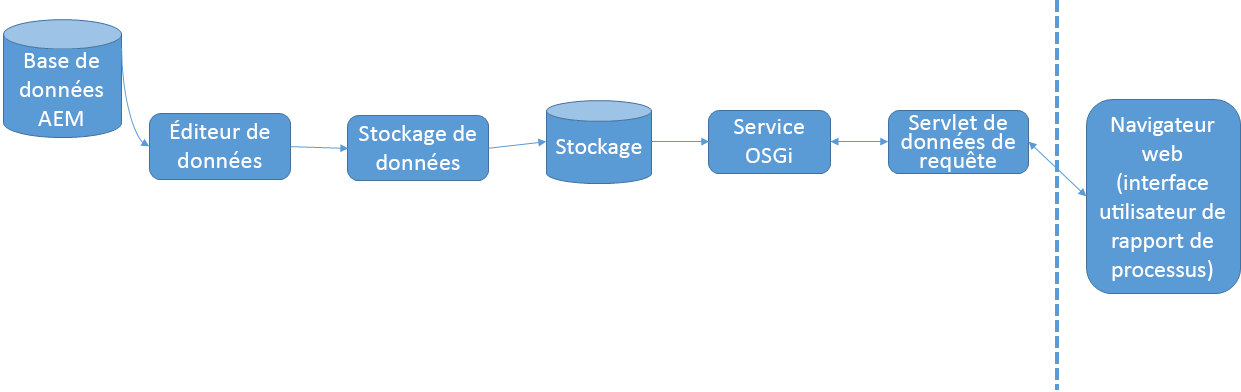 Base de
données
AEM
Éditeur de
données
Stockage de
données
Stockage
Service
OSGi
Servlet de
données de
requête
Navigateur
web
(interface
utilisateur de
rapport de
processus)